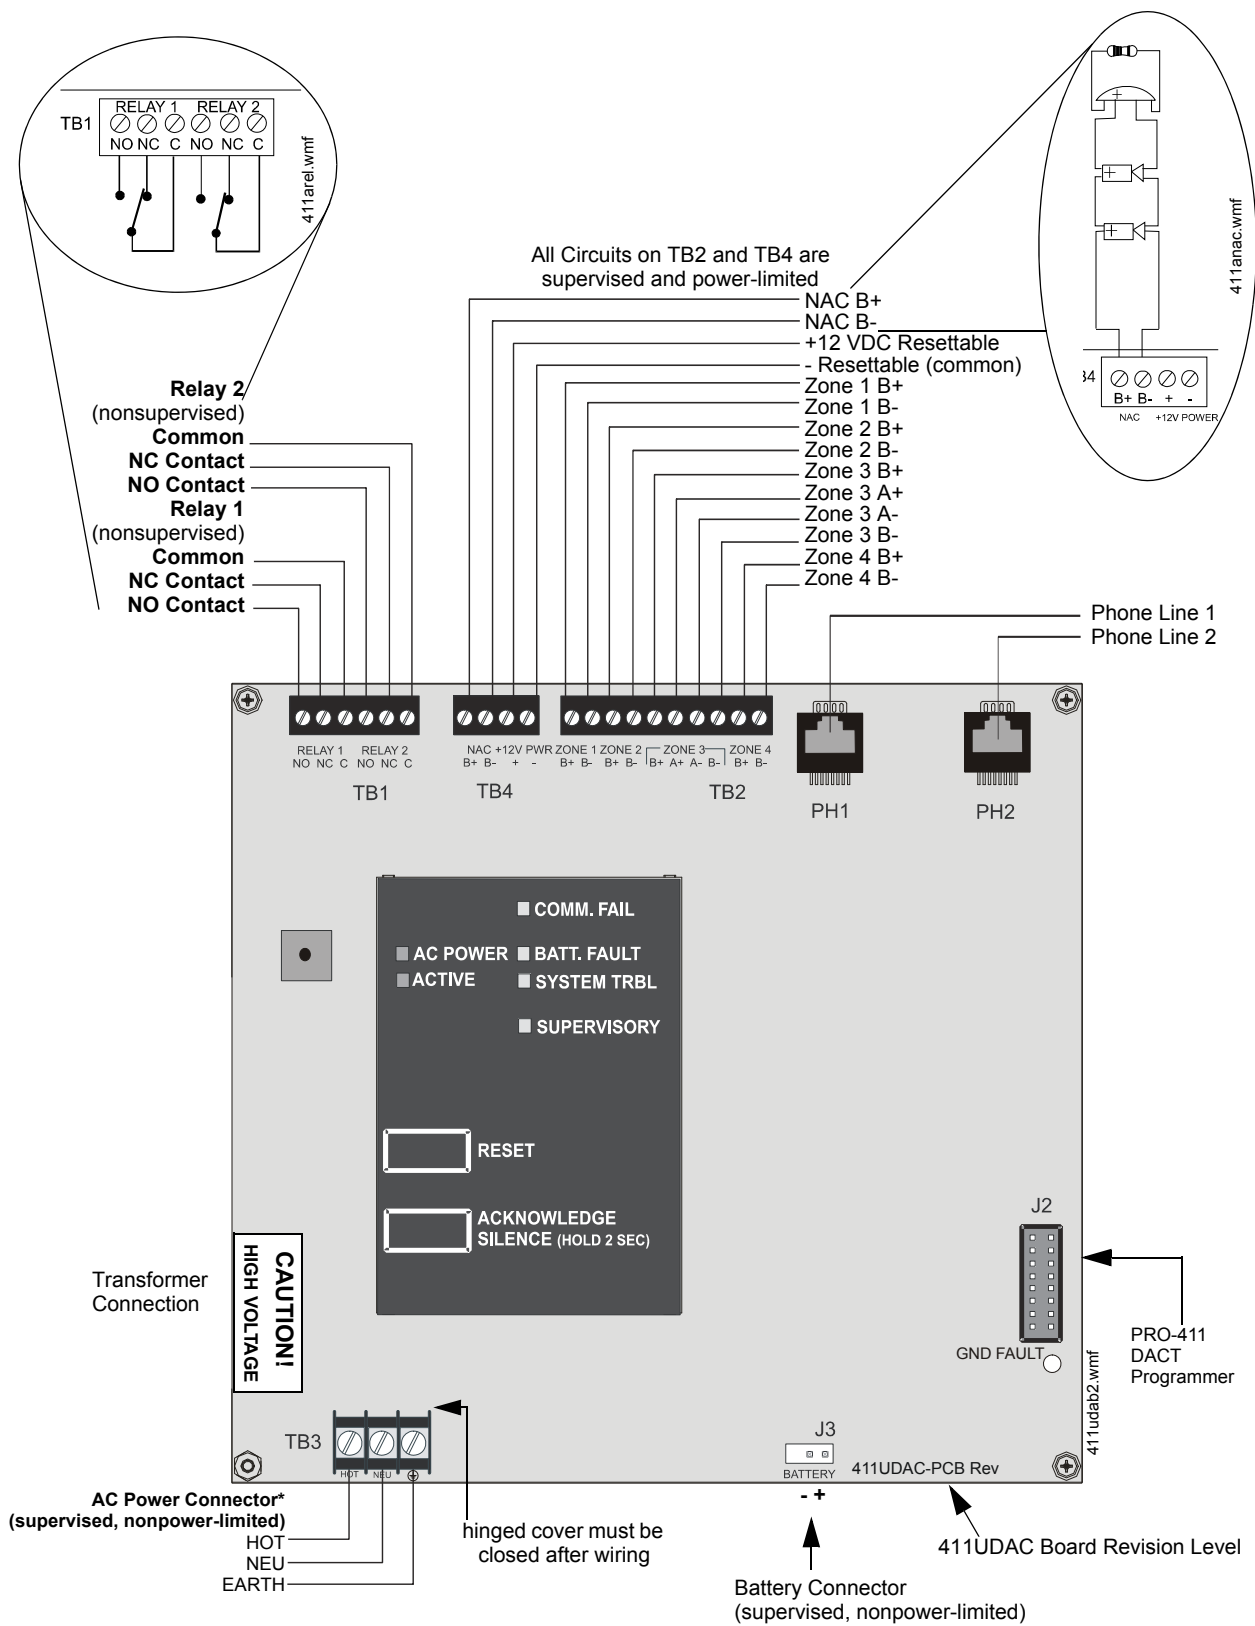 RELAY 1 RELAY 2
TB1
NO NC C NO NC C
411arel.wmf
411anac.wmf
B4
B+ B- + -
NAC +12V POWER
All Circuits on TB2 and TB4 are
supervised and power-limited
NAC B+
NAC B-
+12 VDC Resettable
- Resettable (common)
Zone 1 B+
Zone 1 B-
Zone 2 B+
Zone 2 B-
Zone 3 B+
Zone 3 A+
Zone 3 A-
Zone 3 B-
Zone 4 B+
Zone 4 B-
Relay 2
(nonsupervised)
Common
NC Contact
NO Contact
Relay 1
(nonsupervised)
Common
NC Contact
NO Contact
Phone Line 1
Phone Line 2
RELAY 1 RELAY 2
NO NC C NO NC C
TB1
NAC +12V PWR
B+ B- + -
TB4
ZONE 1 ZONE 2 ZONE 3 ZONE 4
B+ B- B+ B- B+ A+ A- B- B+ B-
TB2
PH1
PH2
COMM. FAIL
AC POWER BATT. FAULT
ACTIVE SYSTEM TRBL
SUPERVISORY
RESET
ACKNOWLEDGE
SILENCE (HOLD 2 SEC)
J2
Transformer
Connection
CAUTION!
HIGH VOLTAGE
GND FAULT
PRO-411
DACT
Programmer
411udab2.wmf
TB3
HOT NEU
J3
BATTERY
411UDAC-PCB Rev
- +
AC Power Connector*
(supervised, nonpower-limited)
HOT
NEU
EARTH
hinged cover must be
closed after wiring
411UDAC Board Revision Level
Battery Connector
(supervised, nonpower-limited)